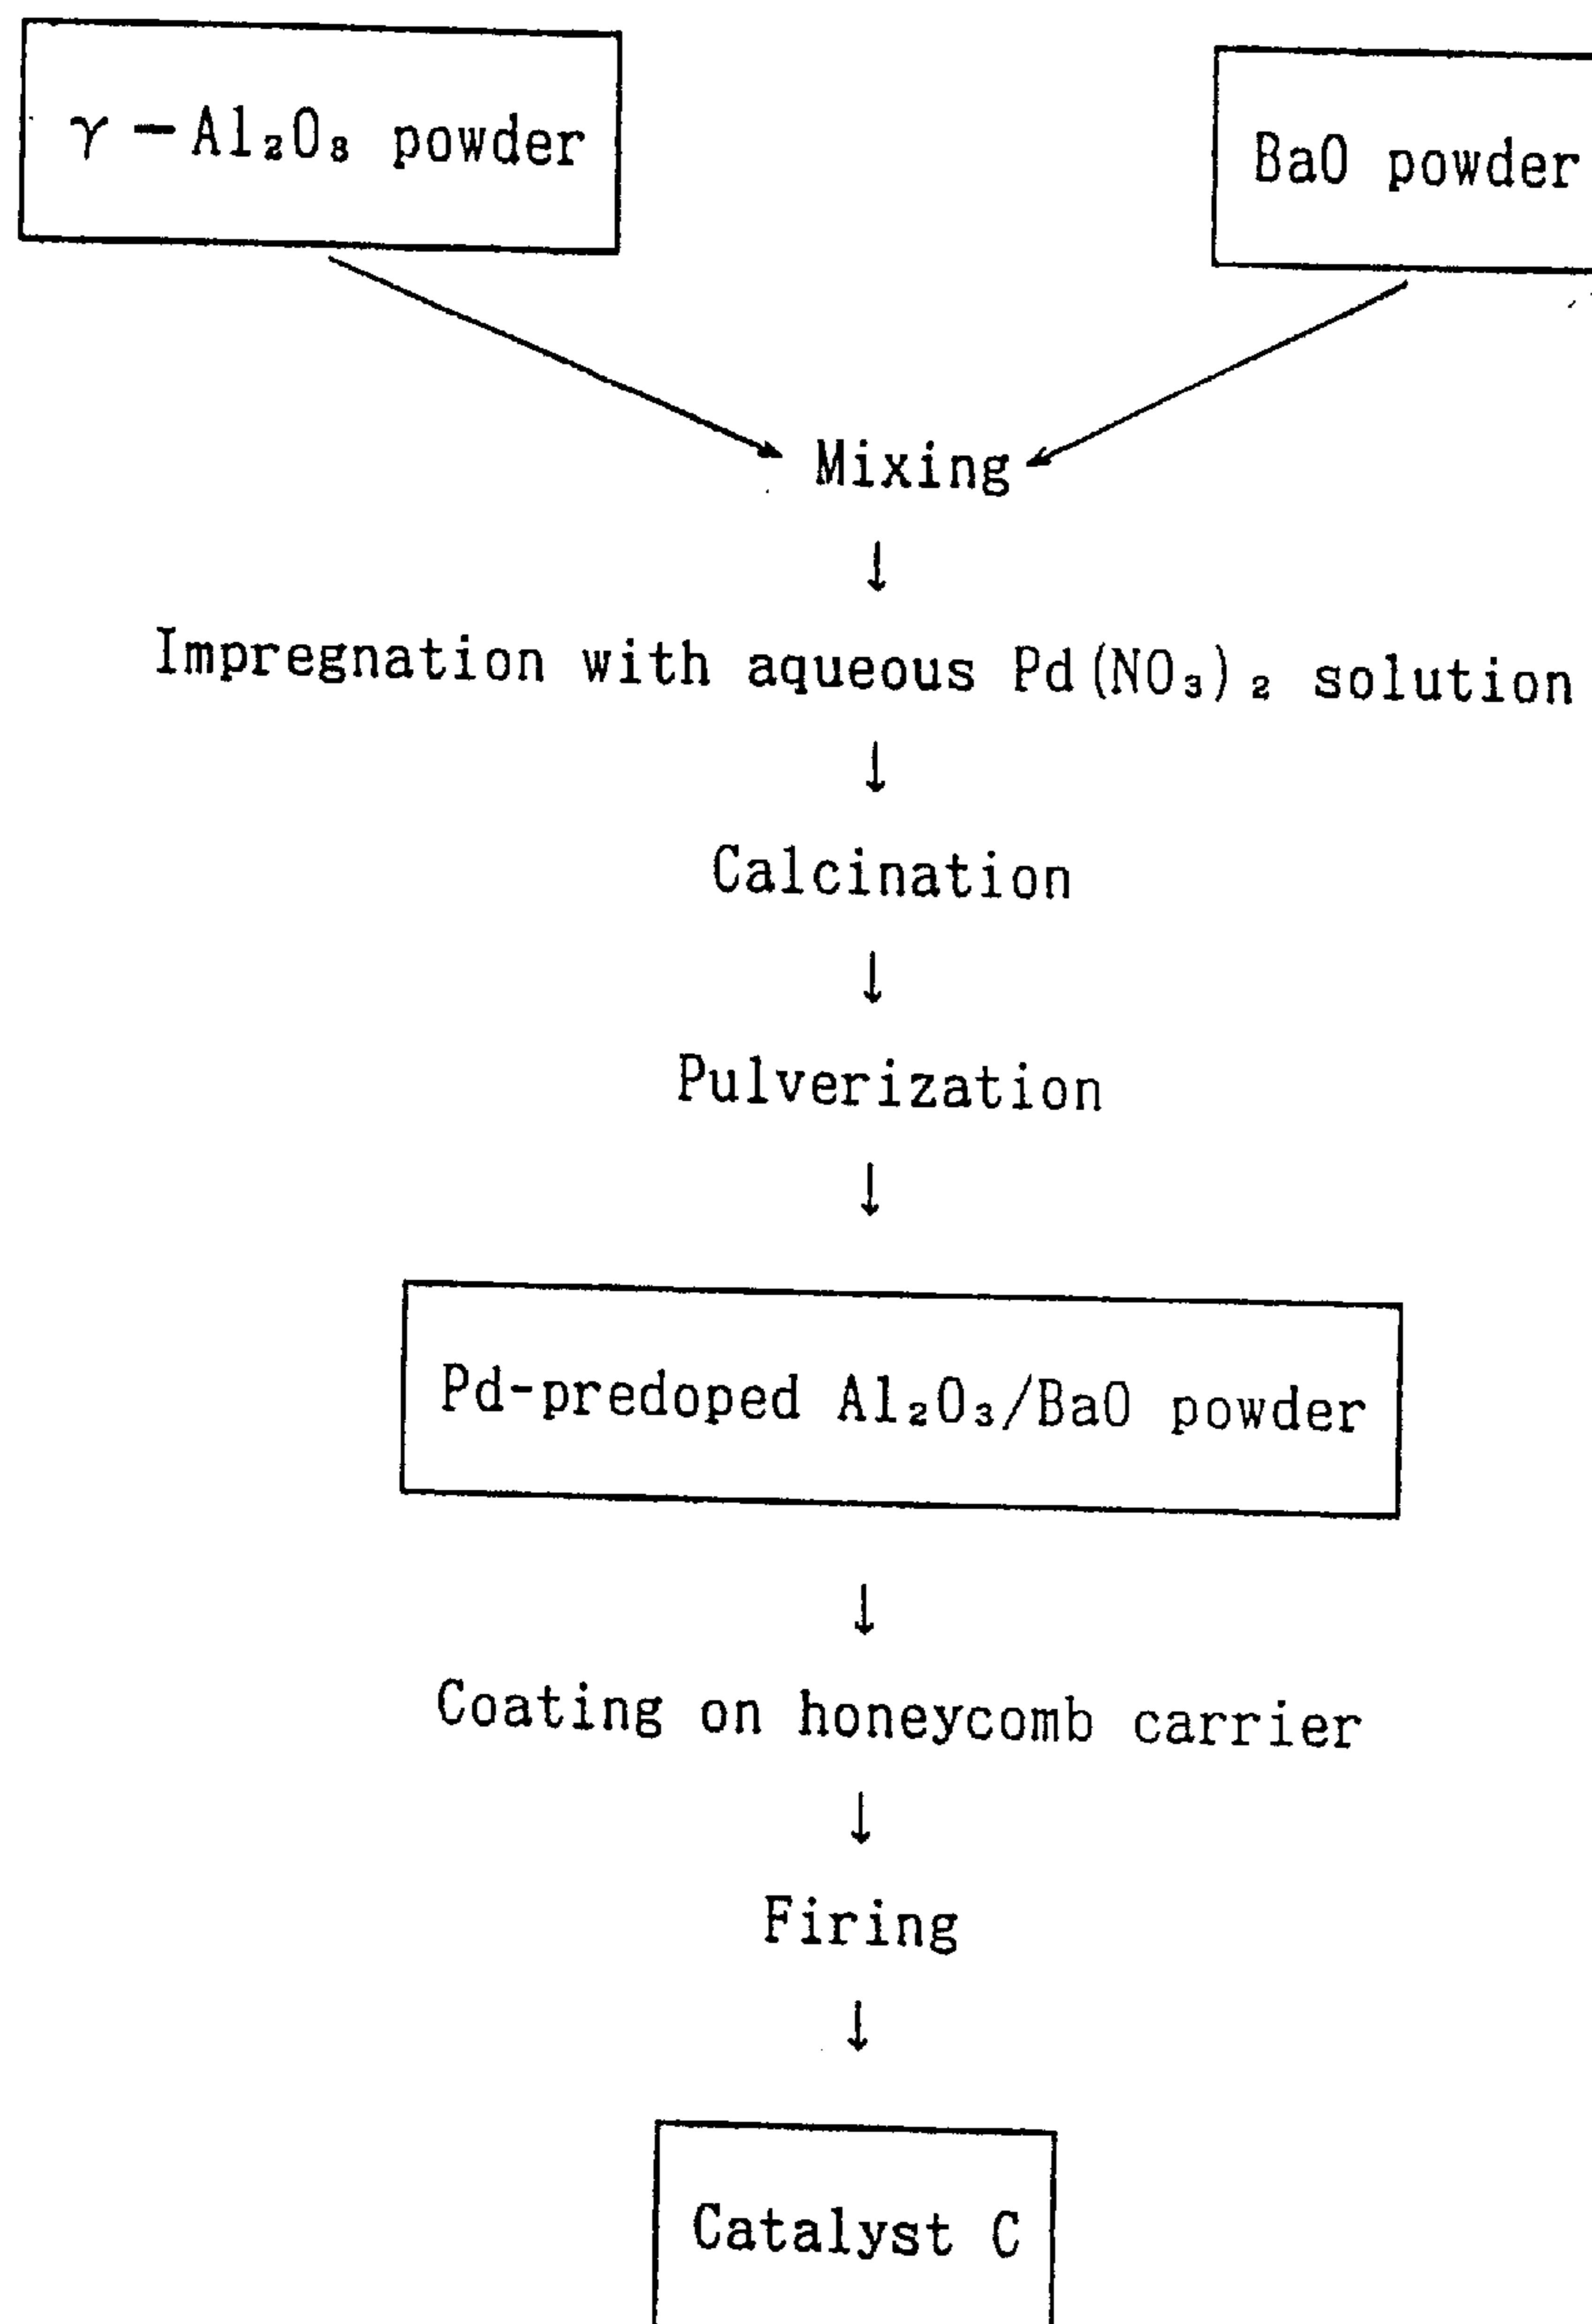 γ-Al₂O₃ powder
BaO powder
Mixing
↓
Impregnation with aqueous Pd(NO₃)₂ solution
↓
Calcination
↓
Pulverization
↓
Pd-predoped Al₂O₃/BaO powder
↓
Coating on honeycomb carrier
↓
Firing
↓
Catalyst C